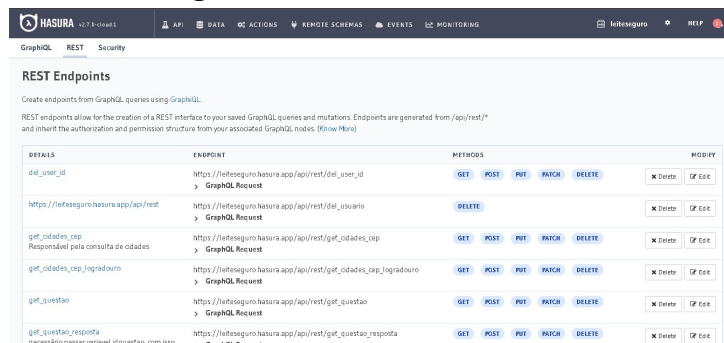 HASURA v2.7.0-cloud.1 API DATA ACTIONS REMOTE SCHEMAS EVENTS MONITORING leiteseguro HELP
GraphiQL REST Security
REST Endpoints
Create endpoints from GraphQL queries using GraphiQL.
REST endpoints allow for the creation of a REST interface to your saved GraphQL queries and mutations. Endpoints are generated from /api/rest/*
and inherit the authorization and permission structure from your associated GraphQL nodes. (Know More)
DETAILS ENDPOINT METHODS MODIFY
del_user_id https://leiteseguro.hasura.app/api/rest/del_user_id GET POST PUT PATCH DELETE Delete Edit
GraphQL Request
https://leiteseguro.hasura.app/api/rest https://leiteseguro.hasura.app/api/rest/del_usuario DELETE Delete Edit
GraphQL Request
get_cidades_cep https://leiteseguro.hasura.app/api/rest/get_cidades_cep GET POST PUT PATCH DELETE Delete Edit
Responsável pela consulta de cidades GraphQL Request
get_cidades_cep_logradouro https://leiteseguro.hasura.app/api/rest/get_cidades_cep_logradouro GET POST PUT PATCH DELETE Delete Edit
GraphQL Request
get_questao https://leiteseguro.hasura.app/api/rest/get_questao GET POST PUT PATCH DELETE Delete Edit
GraphQL Request
get_questao_resposta https://leiteseguro.hasura.app/api/rest/get_questao_resposta GET POST PUT PATCH DELETE Delete Edit